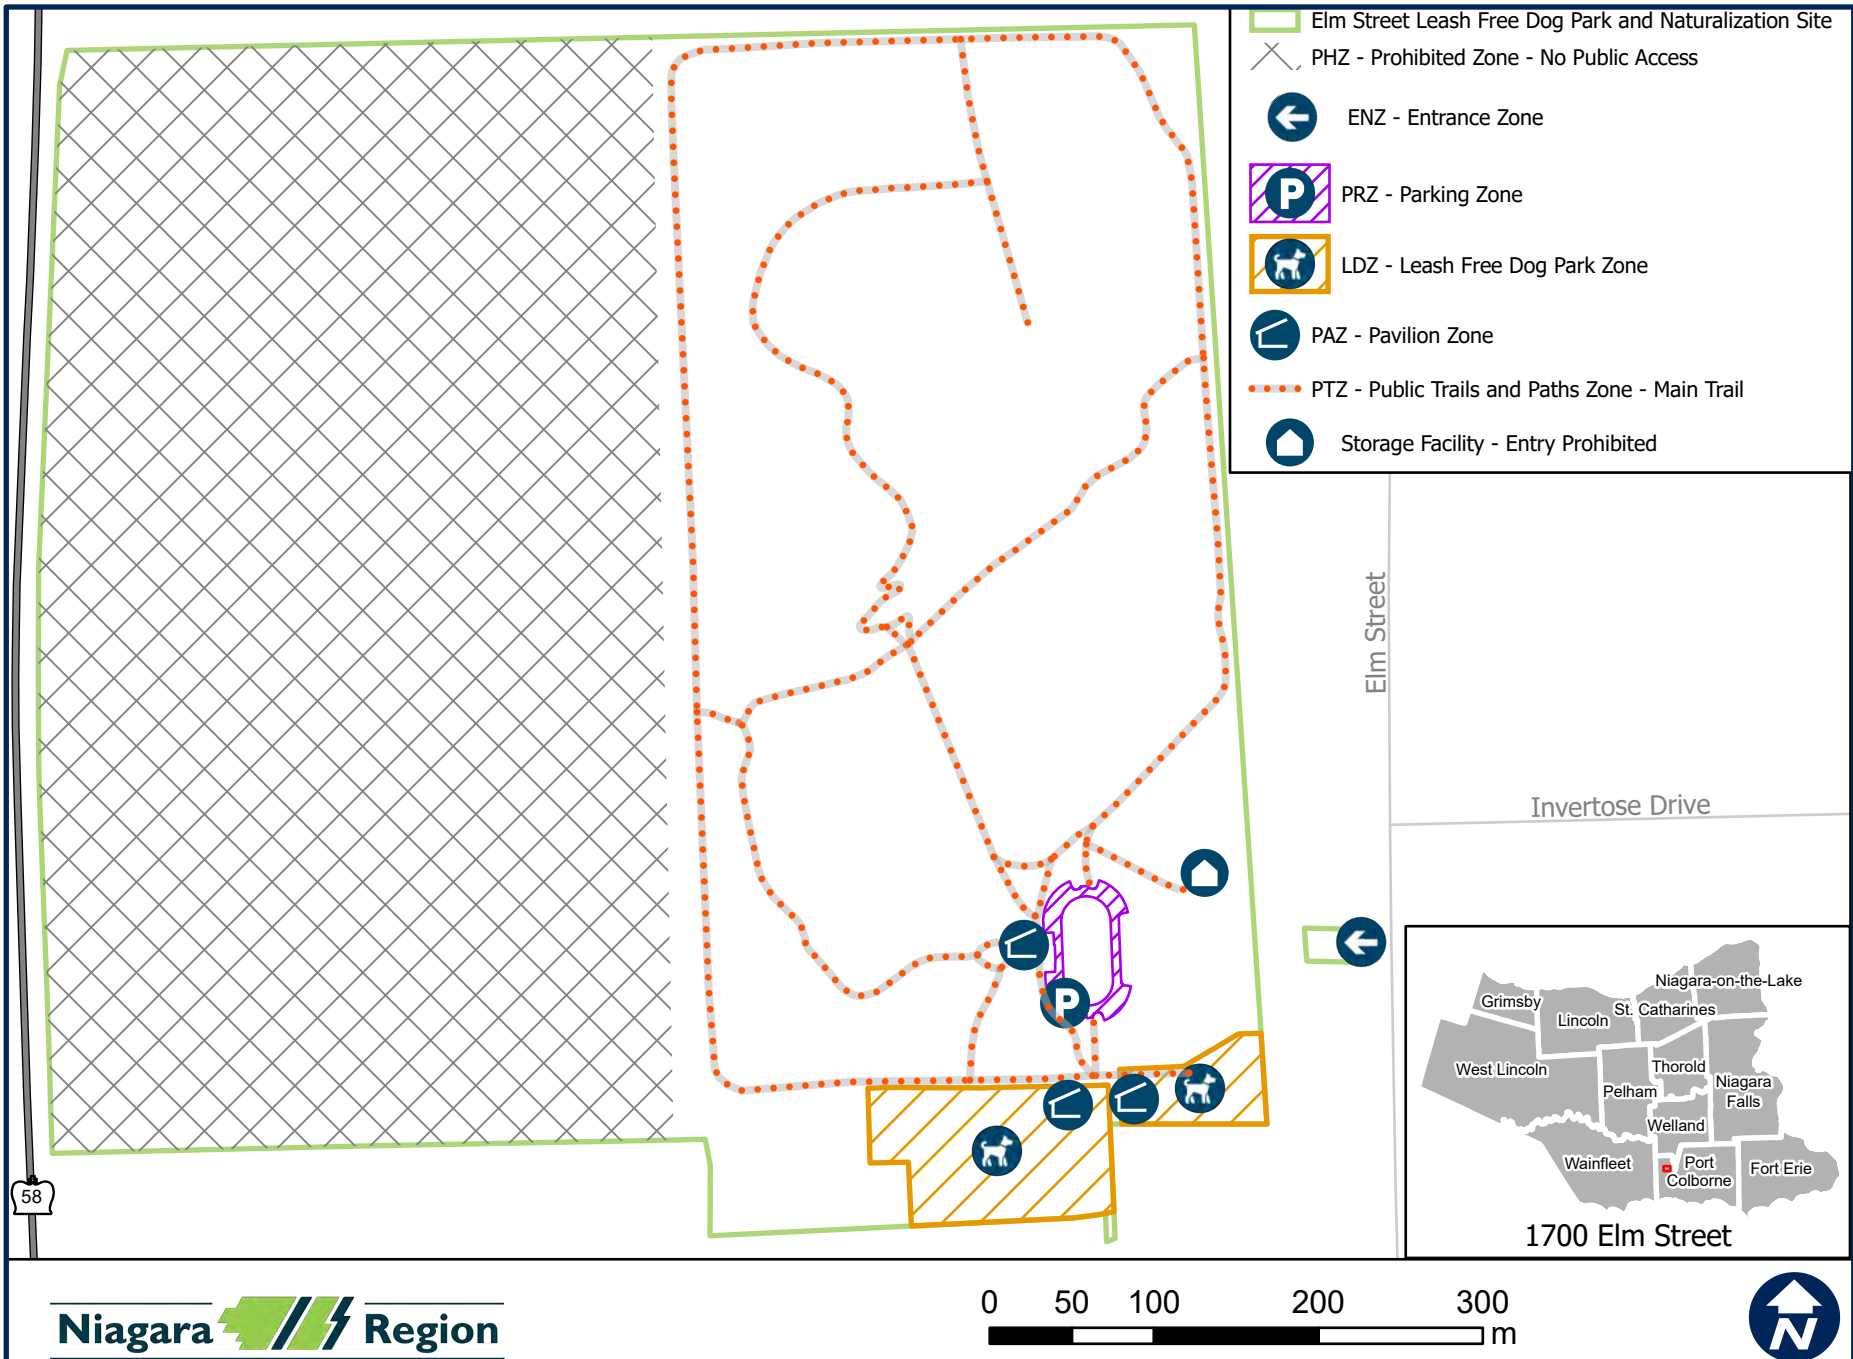 Elm Street Leash Free Dog Park and Naturalization Site
PHZ - Prohibited Zone - No Public Access
ENZ - Entrance Zone
P
PRZ - Parking Zone
LDZ - Leash Free Dog Park Zone
PAZ - Pavilion Zone
PTZ - Public Trails and Paths Zone - Main Trail
Storage Facility - Entry Prohibited
Elm Street
Invertose Drive
P
58
Niagara-on-the-Lake
Grimsby
St. Catharines
Lincoln
West Lincoln
Thorold
Pelham
Niagara
Falls
Welland
Wainfleet
Port
Colborne
Fort Erie
1700 Elm Street
Niagara Region
0 50 100 200 300
m
N